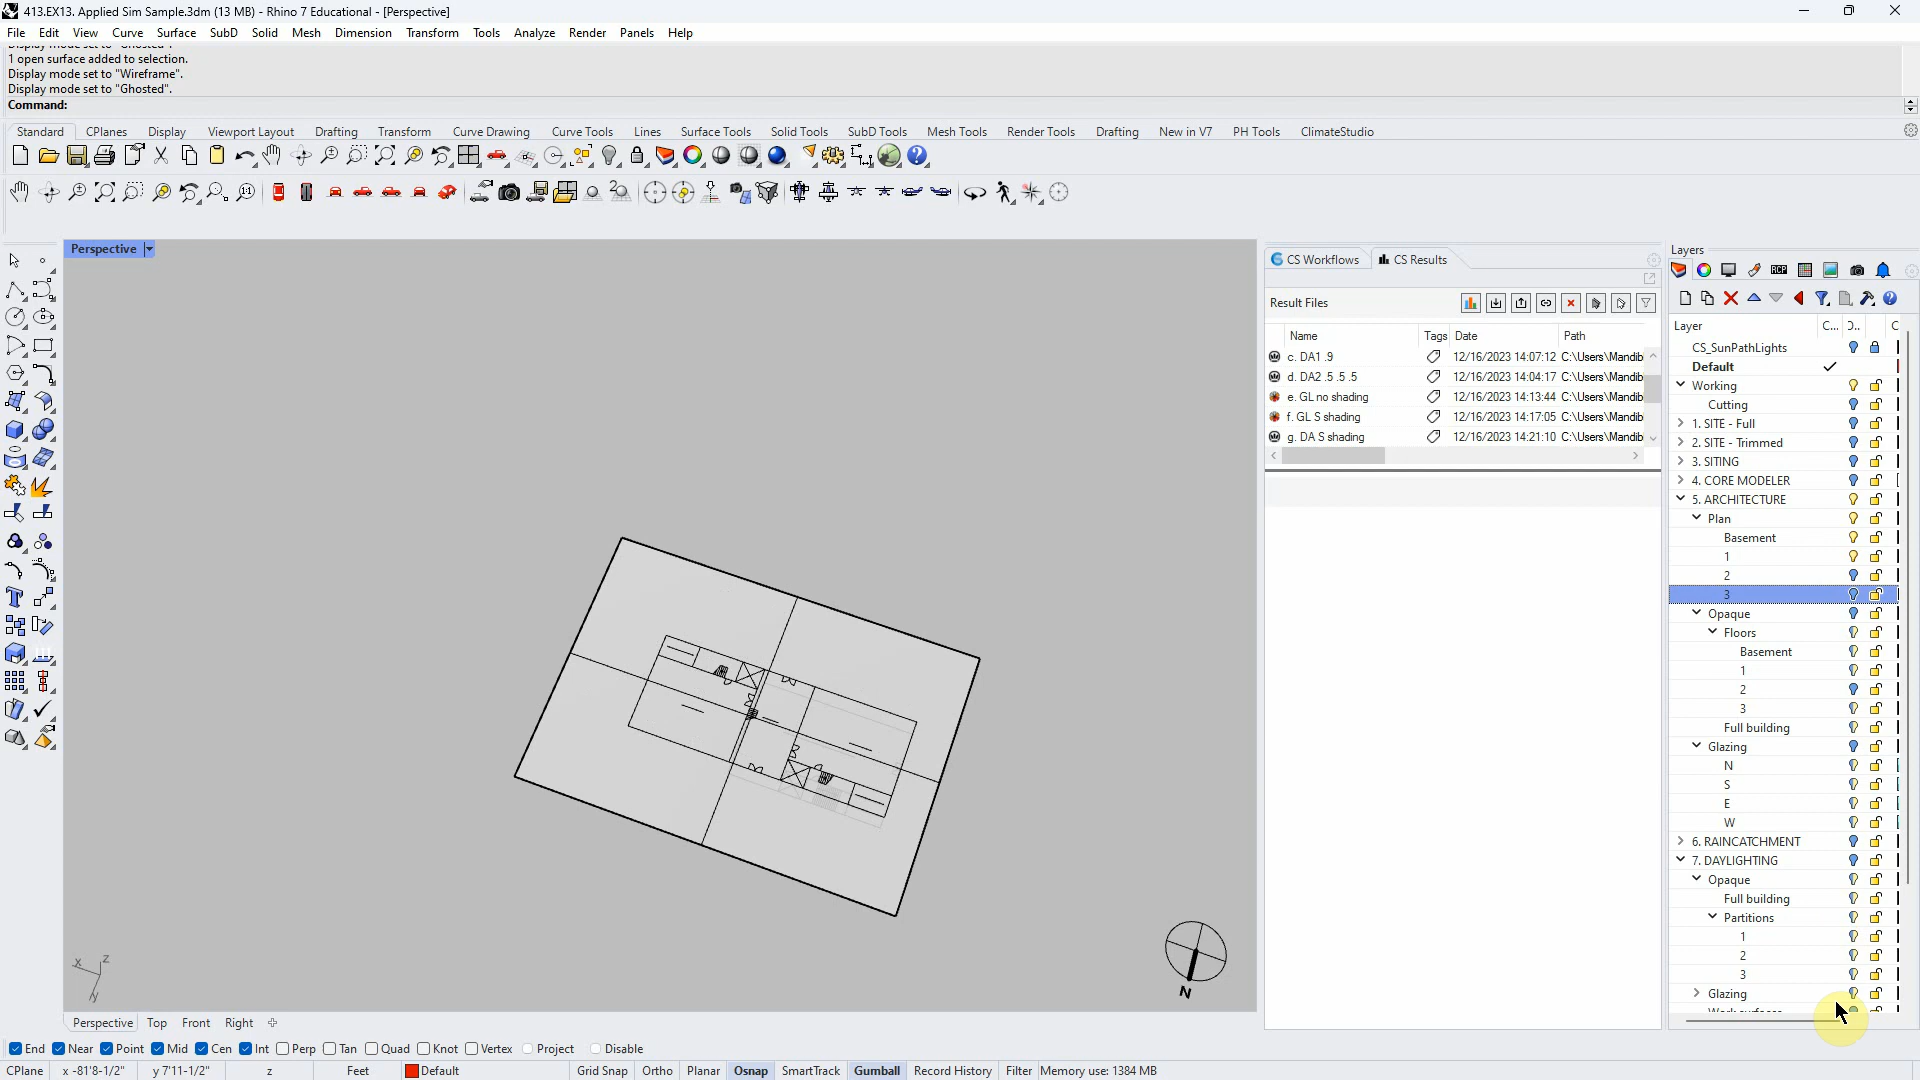 413.EX13. Applied Sim Sample.3dm (13 MB) - Rhino 7 Educational - [Perspective]
File Edit View Curve Surface SubD Solid Mesh Dimension Transform Tools Analyze Render Panels Help
Display mode set to "Ghosted".
1 open surface added to selection.
Display mode set to "Wireframe".
Display mode set to "Ghosted".
Command:
Standard CPlanes Display Viewport Layout Drafting Transform Curve Drawing Curve Tools Lines Surface Tools Solid Tools SubD Tools Mesh Tools Render Tools Drafting New in V7 PH Tools ClimateStudio
Perspective
CS Workflows CS Results
Result Files
Name Tags Date Path
c. DA1 .9 12/16/2023 14:07:12 C:\Users\Mandib
d. DA2 .5 .5 .5 12/16/2023 14:04:17 C:\Users\Mandib
e. GL no shading 12/16/2023 14:13:44 C:\Users\Mandib
f. GL S shading 12/16/2023 14:17:05 C:\Users\Mandib
g. DA S shading 12/16/2023 14:21:10 C:\Users\Mandib
Layers
RCP
Layer C...
CS_SunPathLights
Default
Working
Cutting
1. SITE - Full
2. SITE - Trimmed
3. SITING
4. CORE MODELER
5. ARCHITECTURE
Plan
Basement
1
2
3
Opaque
Floors
Basement
1
2
3
Full building
Glazing
N
S
E
W
6. RAINCATCHMENT
7. DAYLIGHTING
Opaque
Full building
Partitions
1
2
3
Glazing
N
x z
y
Perspective Top Front Right
End Near Point Mid Cen Int Perp Tan Quad Knot Vertex Project Disable
CPlane x -81'8-1/2" y 7'11-1/2" z Feet Default Grid Snap Ortho Planar Osnap SmartTrack Gumball Record History Filter Memory use: 1384 MB